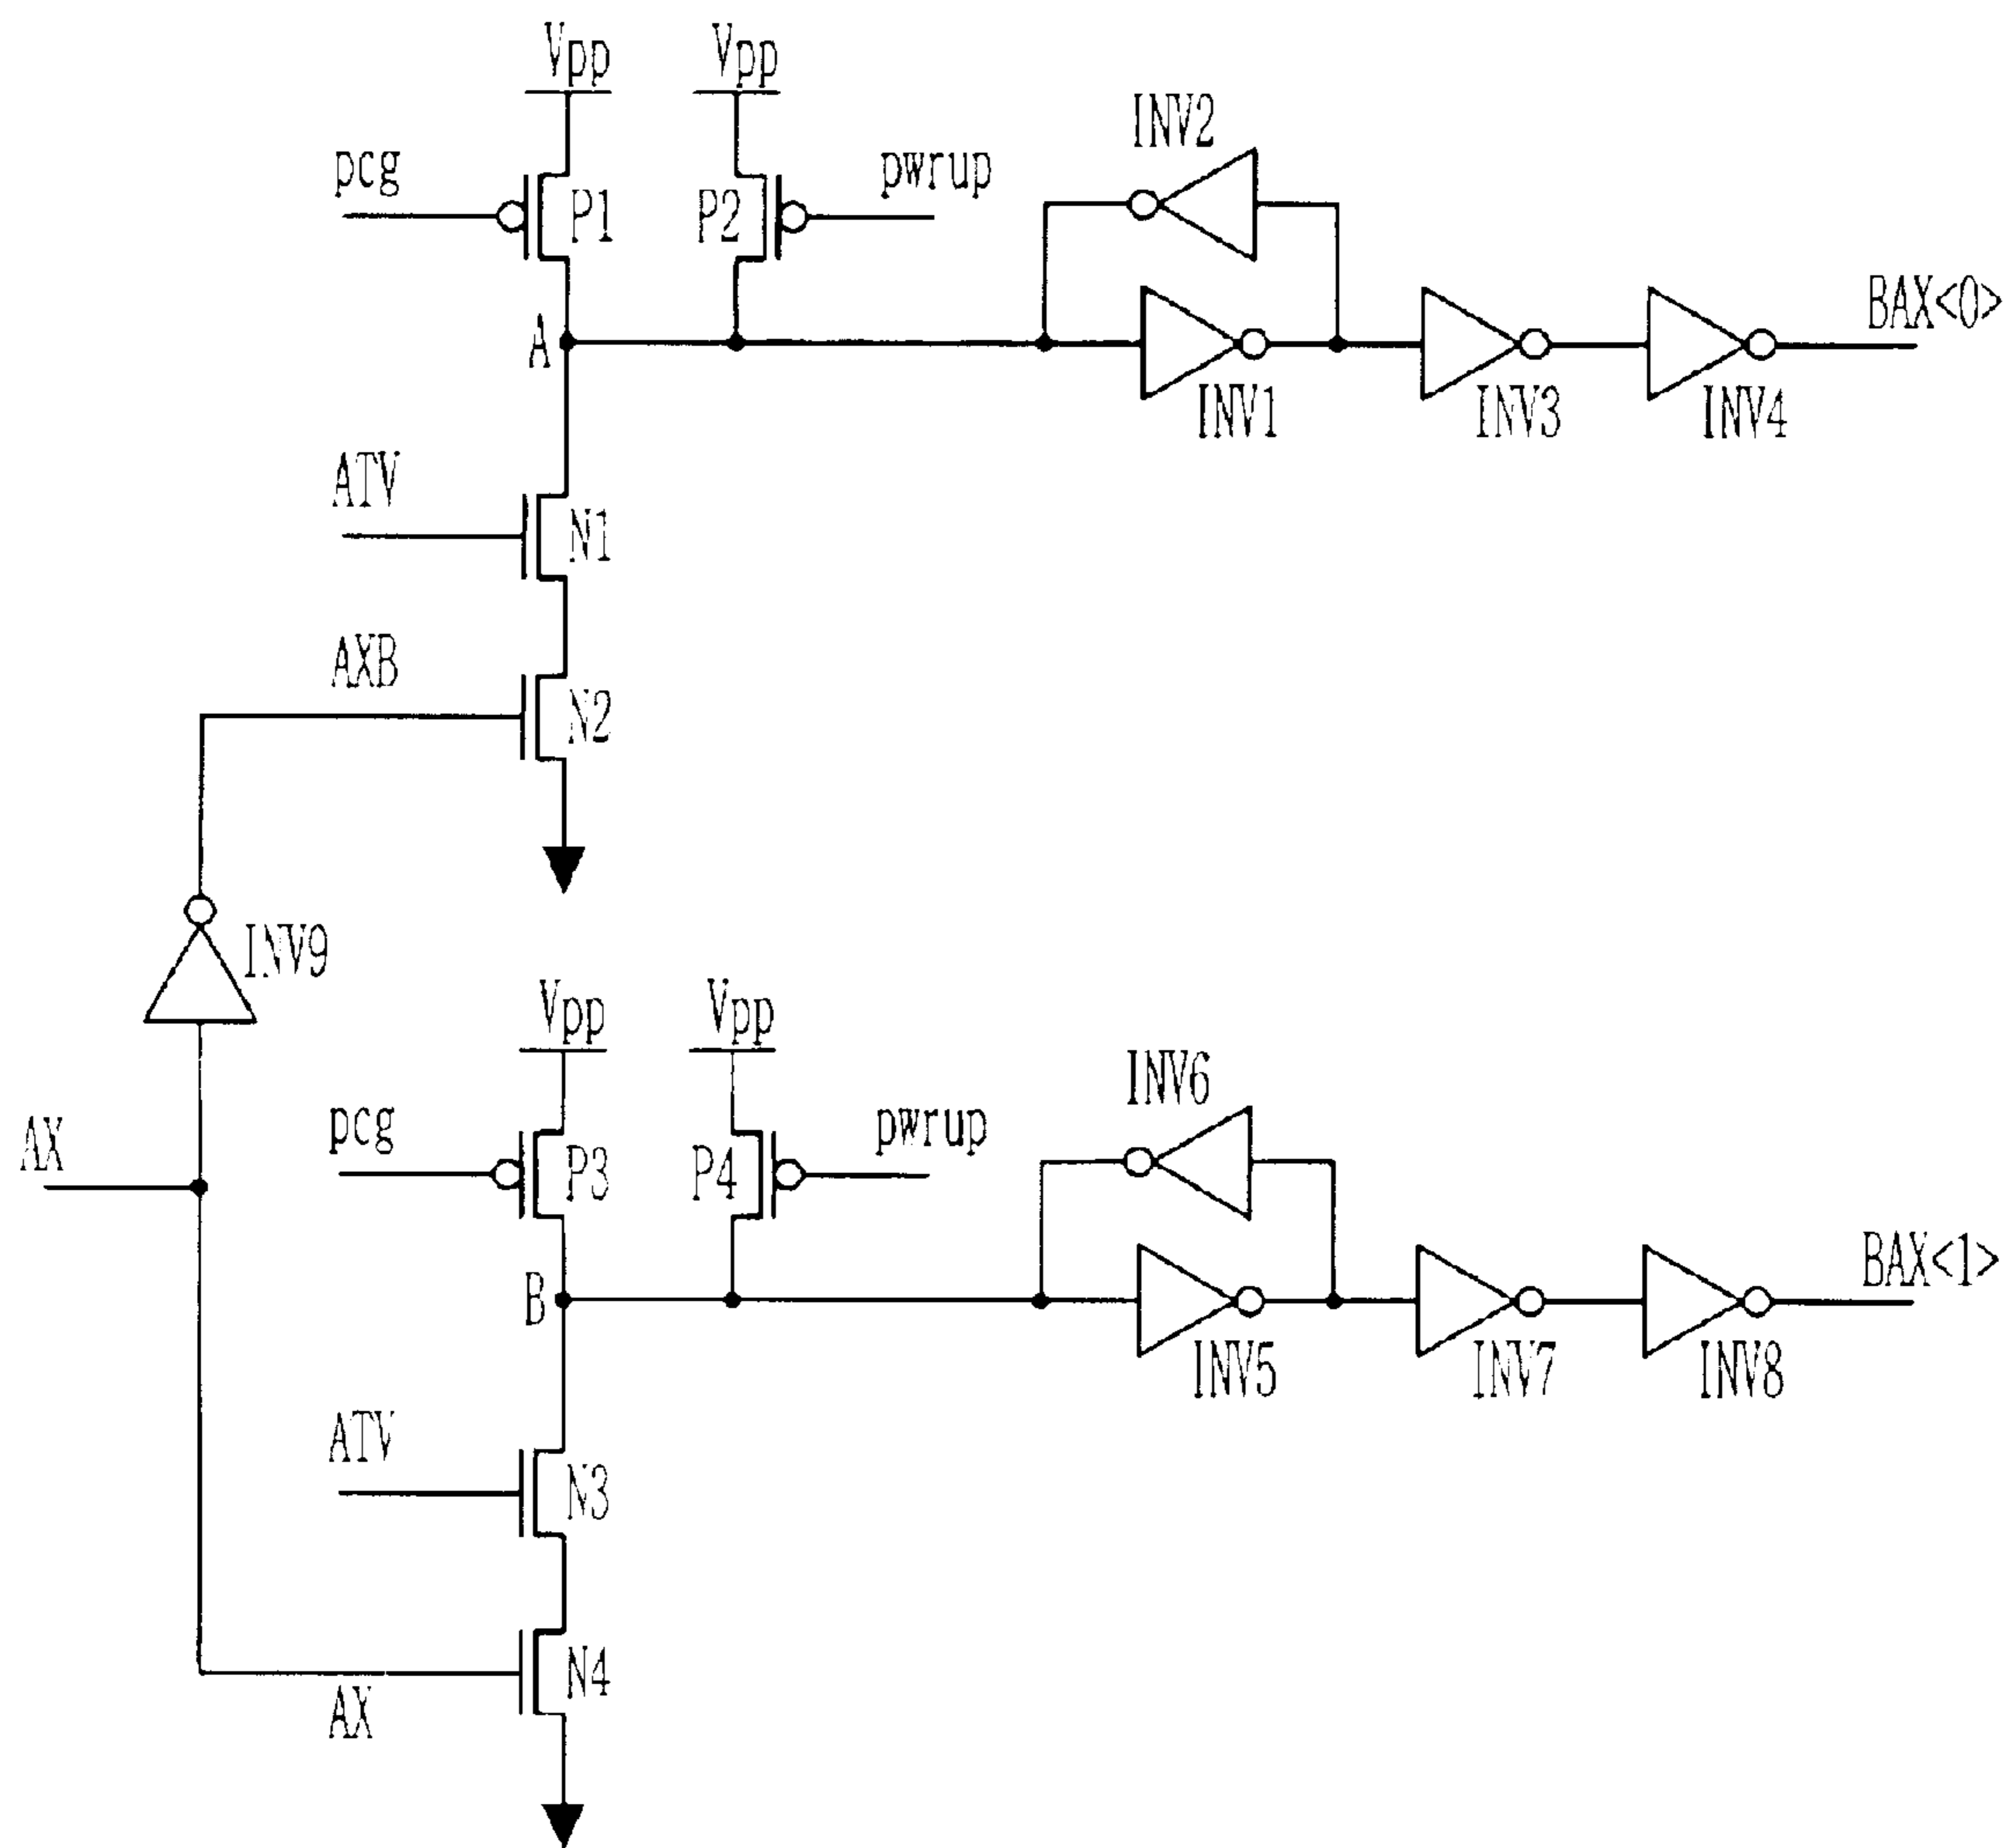 Vpp
Vpp
INV2
pcg
P1
P2
pwrup
A
BAX<0>
INV1
INV3
INV4
ATV
N1
AXB
N2
INV9
Vpp
Vpp
INV6
AX
pcg
P3
P4
pwrup
B
BAX<1>
INV5
INV7
INV8
ATV
N3
N4
AX